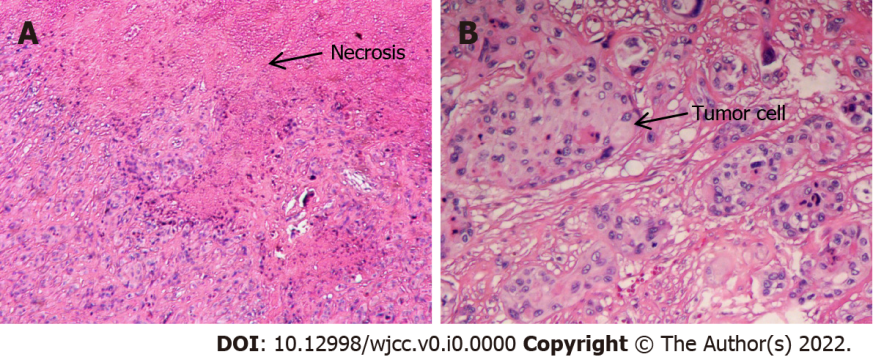 A
Necrosis
B
Tumor cell
DOI: 10.12998/wjcc.v0.i0.0000 Copyright © The Author(s) 2022.